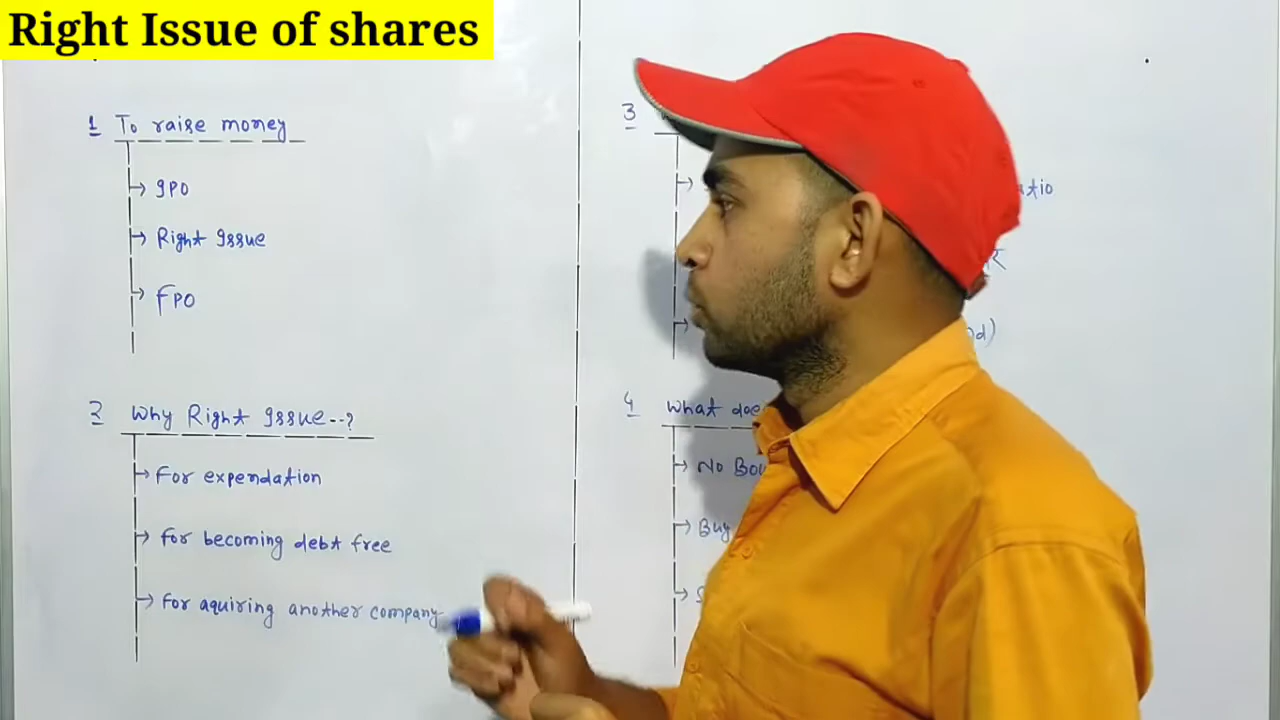 Right Issue of shares
1 To raise money
IPO
Right Issue
FPO
2 Why Right Issue--?
For expendation
For becoming debt free
For aquiring another company
3
4 What doe
No Bou
Buy